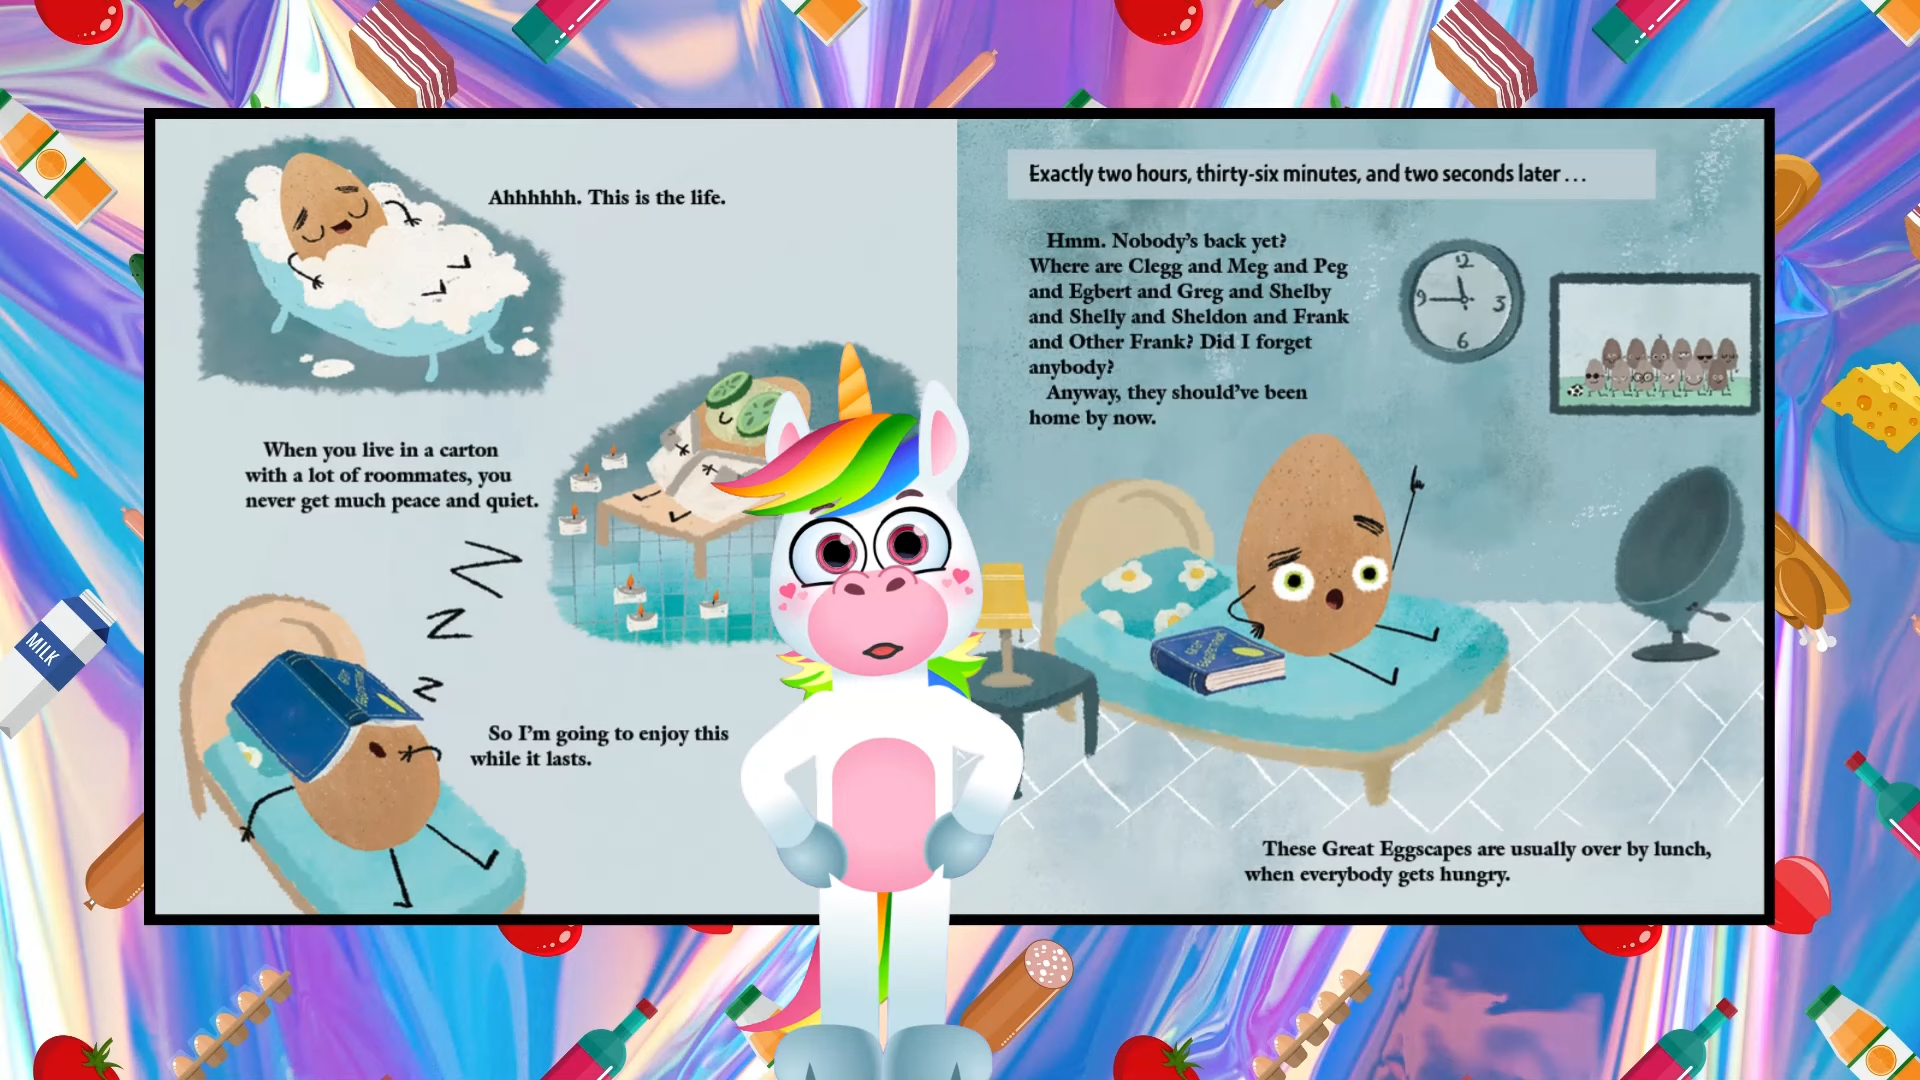 Ahhhhhh. This is the life.
When you live in a carton
with a lot of roommates, you
never get much peace and quiet.
Z
Z
Z
So I'm going to enjoy this
while it lasts.
Exactly two hours, thirty-six minutes, and two seconds later ...
Hmm. Nobody's back yet?
Where are Clegg and Meg and Peg
and Egbert and Greg and Shelby
and Shelly and Sheldon and Frank
and Other Frank? Did I forget
anybody?
Anyway, they should've been
home by now.
12
9
3
6
These Great Eggscapes are usually over by lunch,
when everybody gets hungry.
MILK